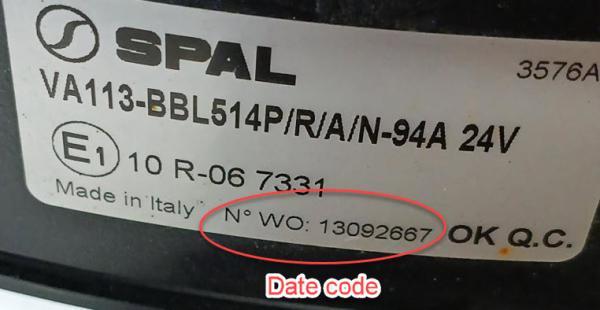 SPAL 3576A
VA113-BBL514P/R/A/N-94A 24V
E1 10 R-06 7331
Made in Italy N° WO: 13092667 OK Q.C.
Date code